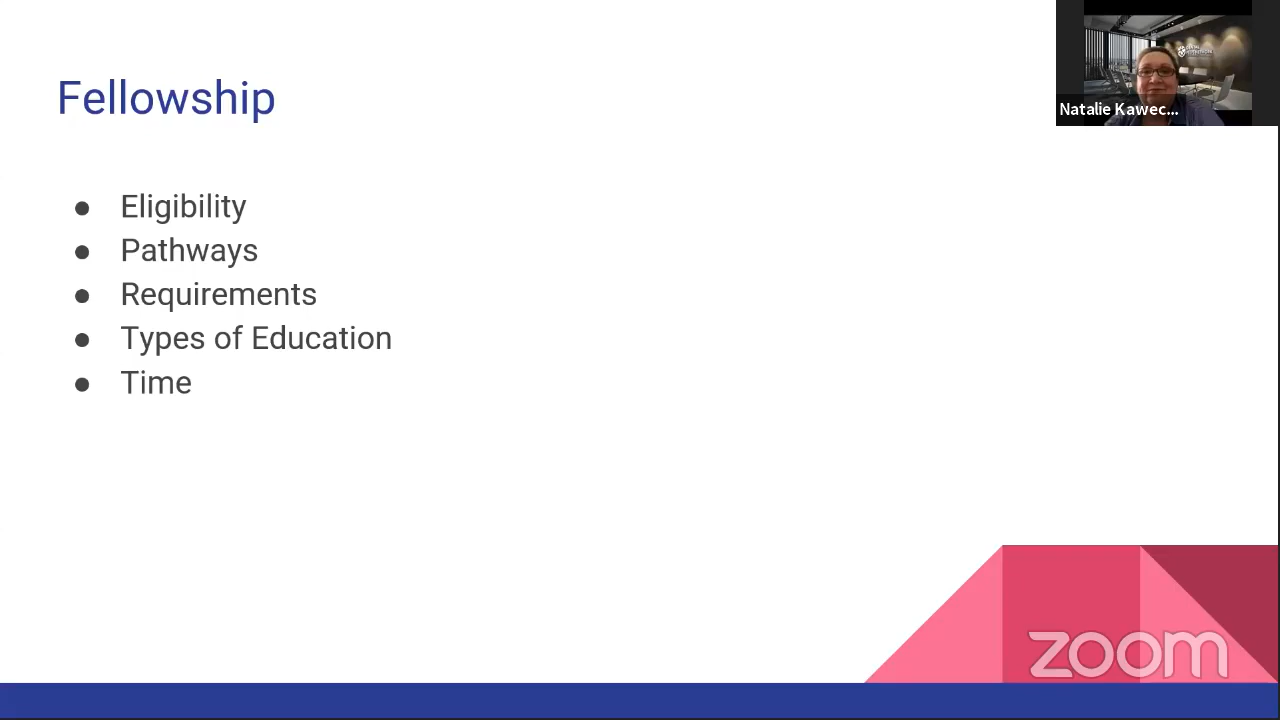 Fellowship
Natalie Kawec...
● Eligibility
● Pathways
● Requirements
● Types of Education
● Time
zoom